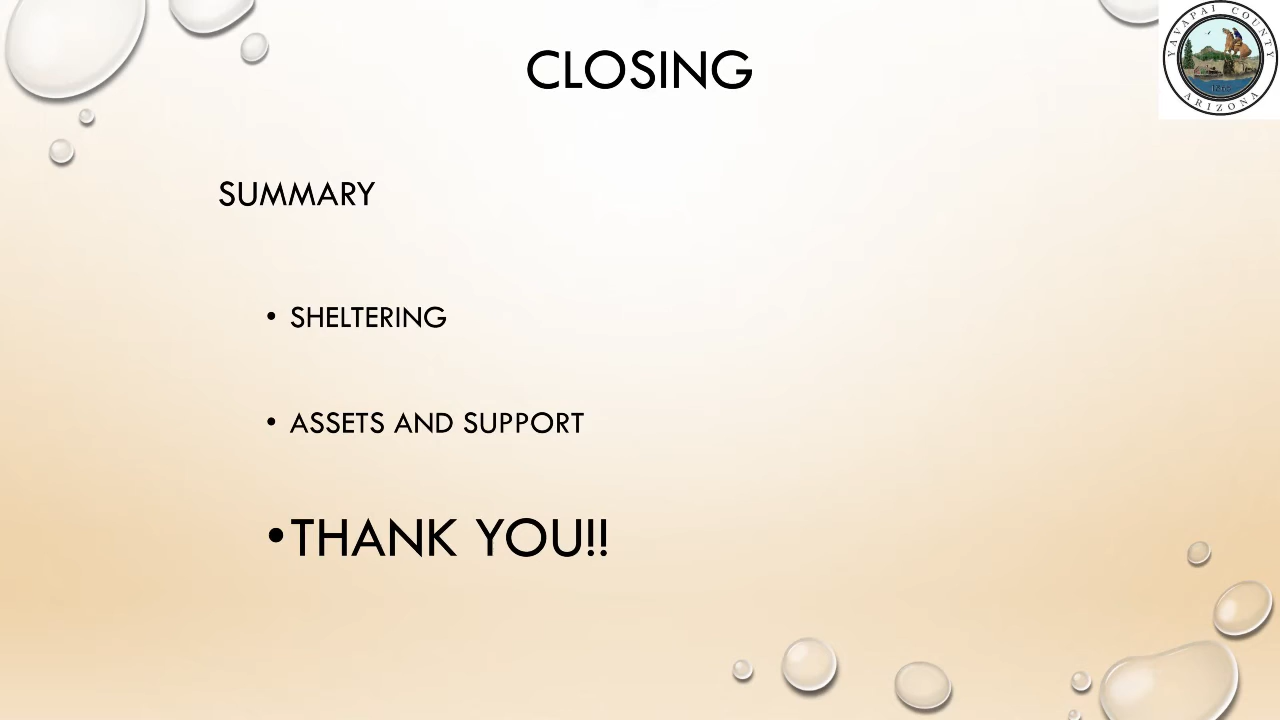 CLOSING
YAVAPAI COUNTY
ARIZONA
SUMMARY
• SHELTERING
• ASSETS AND SUPPORT
•THANK YOU!!